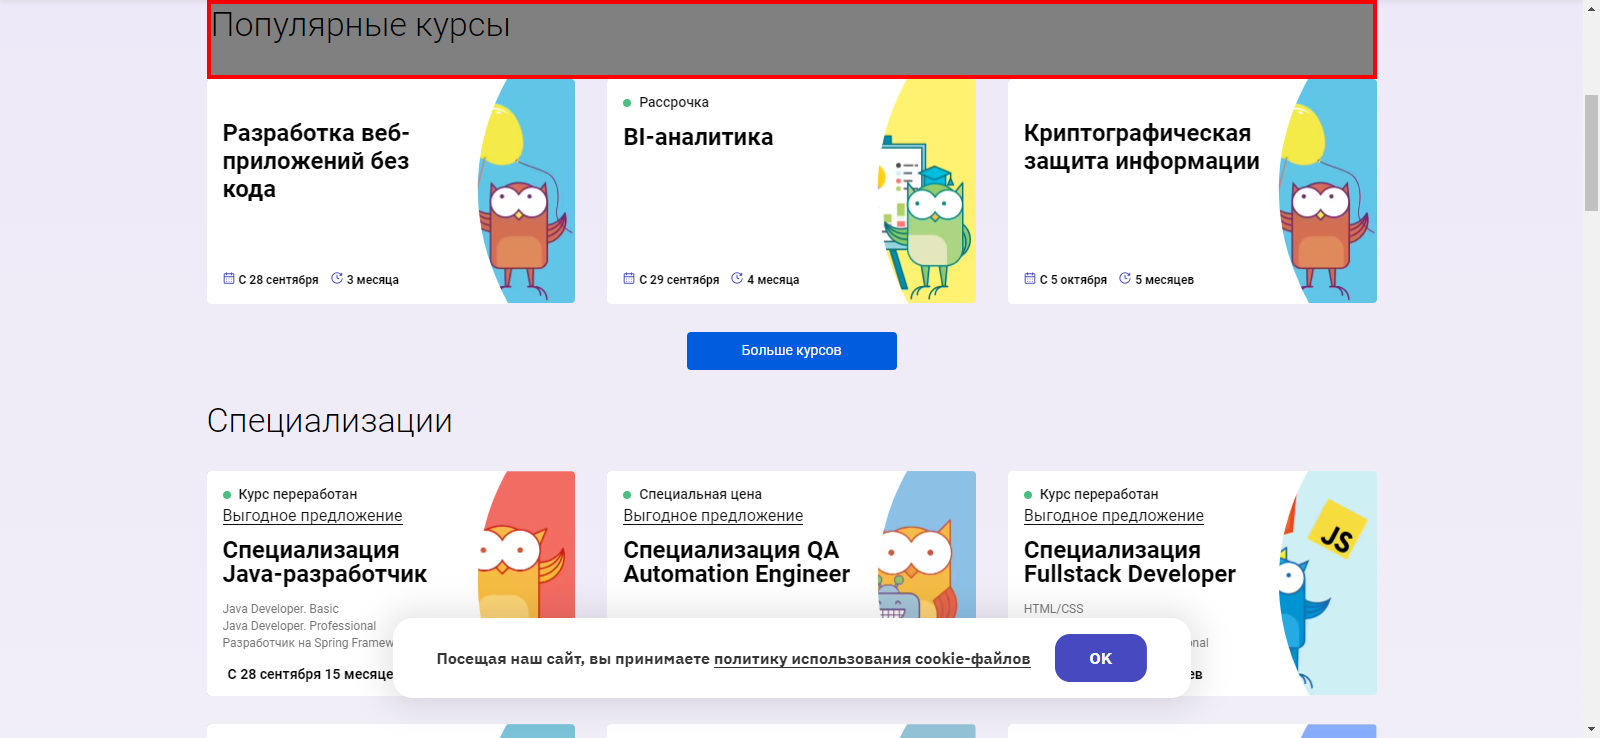 Популярные курсы
Разработка веб-
приложений без
кода
С 28 сентября 3 месяца
Рассрочка
BI-аналитика
С 29 сентября 4 месяца
Криптографическая
защита информации
С 5 октября 5 месяцев
Больше курсов
Специализации
Курс переработан
Выгодное предложение
Специализация
Java-разработчик
Java Developer. Basic
Java Developer. Professional
Разработчик на Spring Framew
С 28 сентября 15 месяце
Специальная цена
Выгодное предложение
Специализация QA
Automation Engineer
Курс переработан
Выгодное предложение
Специализация
Fullstack Developer
HTML/CSS
nal
ев
JS
Посещая наш сайт, вы принимаете политику использования cookie-файлов
OK